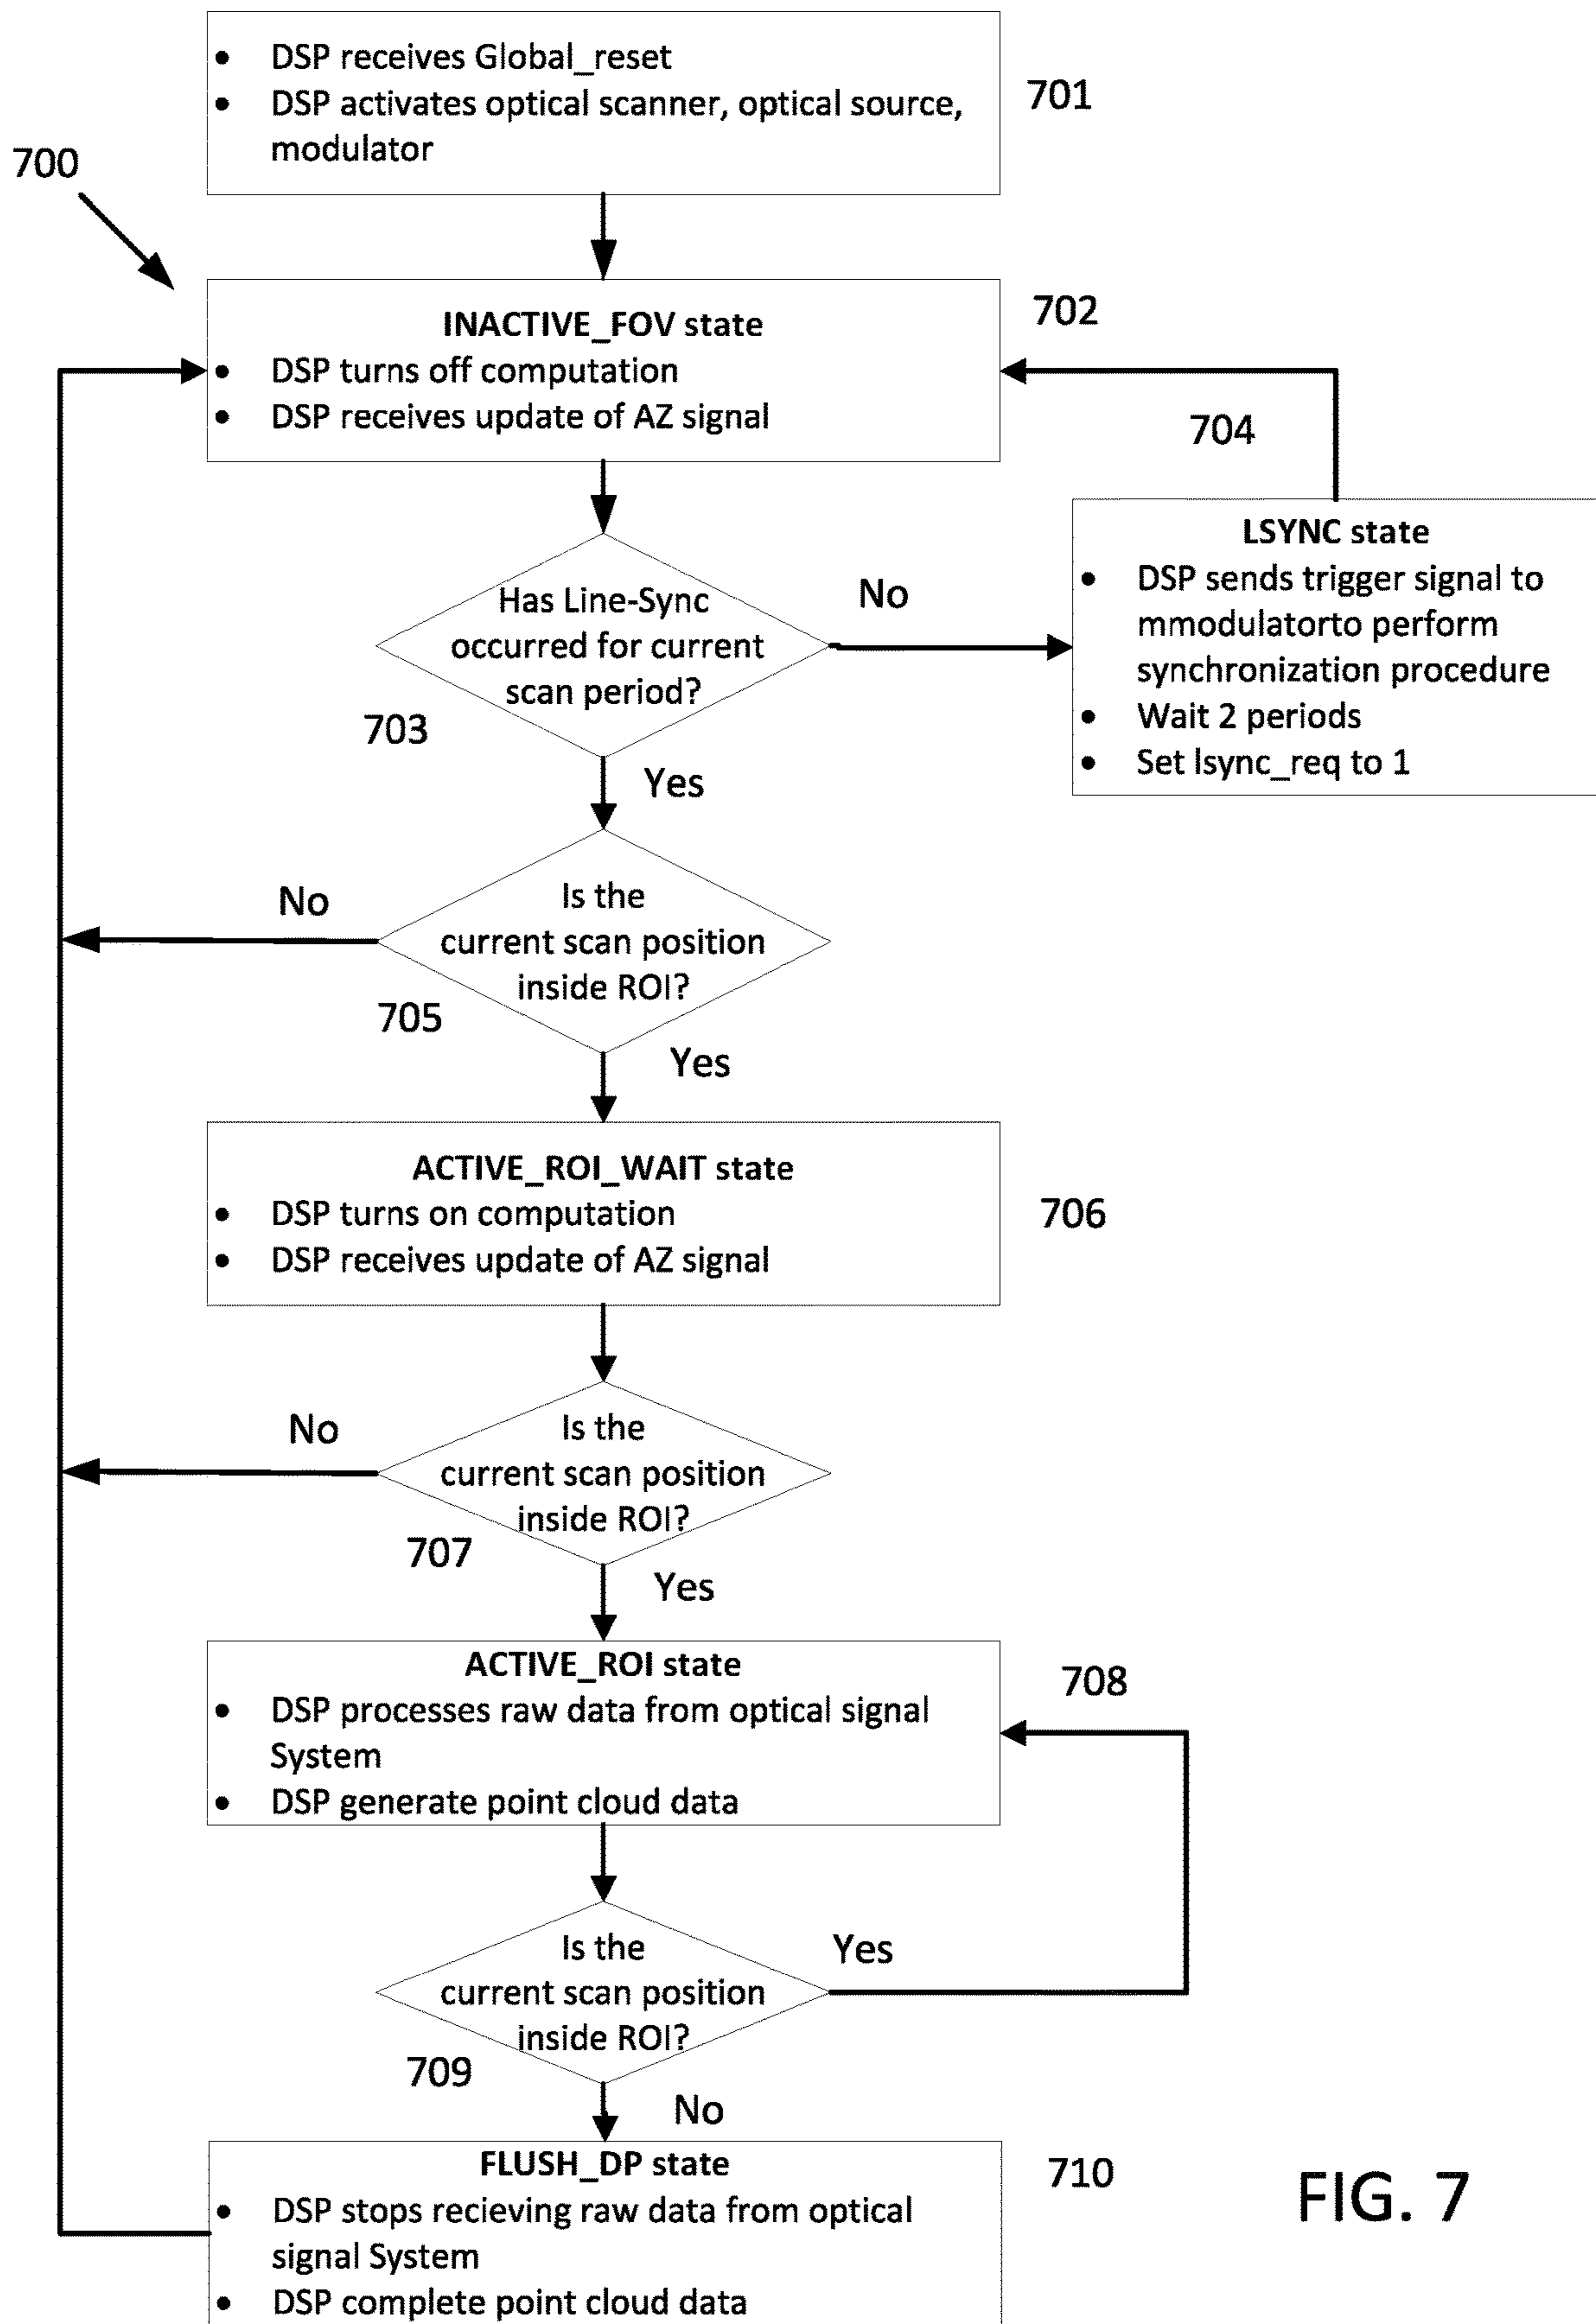 • DSP receives Global_reset
• DSP activates optical scanner, optical source,
modulator
701
700
INACTIVE_FOV state
• DSP turns off computation
• DSP receives update of AZ signal
702
704
LSYNC state
• DSP sends trigger signal to
mmodulatorto perform
synchronization procedure
• Wait 2 periods
• Set lsync_req to 1
Has Line-Sync
occurred for current
scan period?
No
703
Yes
Is the
current scan position
inside ROI?
No
705
Yes
ACTIVE_ROI_WAIT state
• DSP turns on computation
• DSP receives update of AZ signal
706
Is the
current scan position
inside ROI?
No
707
Yes
ACTIVE_ROI state
• DSP processes raw data from optical signal
System
• DSP generate point cloud data
708
Is the
current scan position
inside ROI?
Yes
709
No
FLUSH_DP state
• DSP stops recieving raw data from optical
signal System
• DSP complete point cloud data
710
FIG. 7